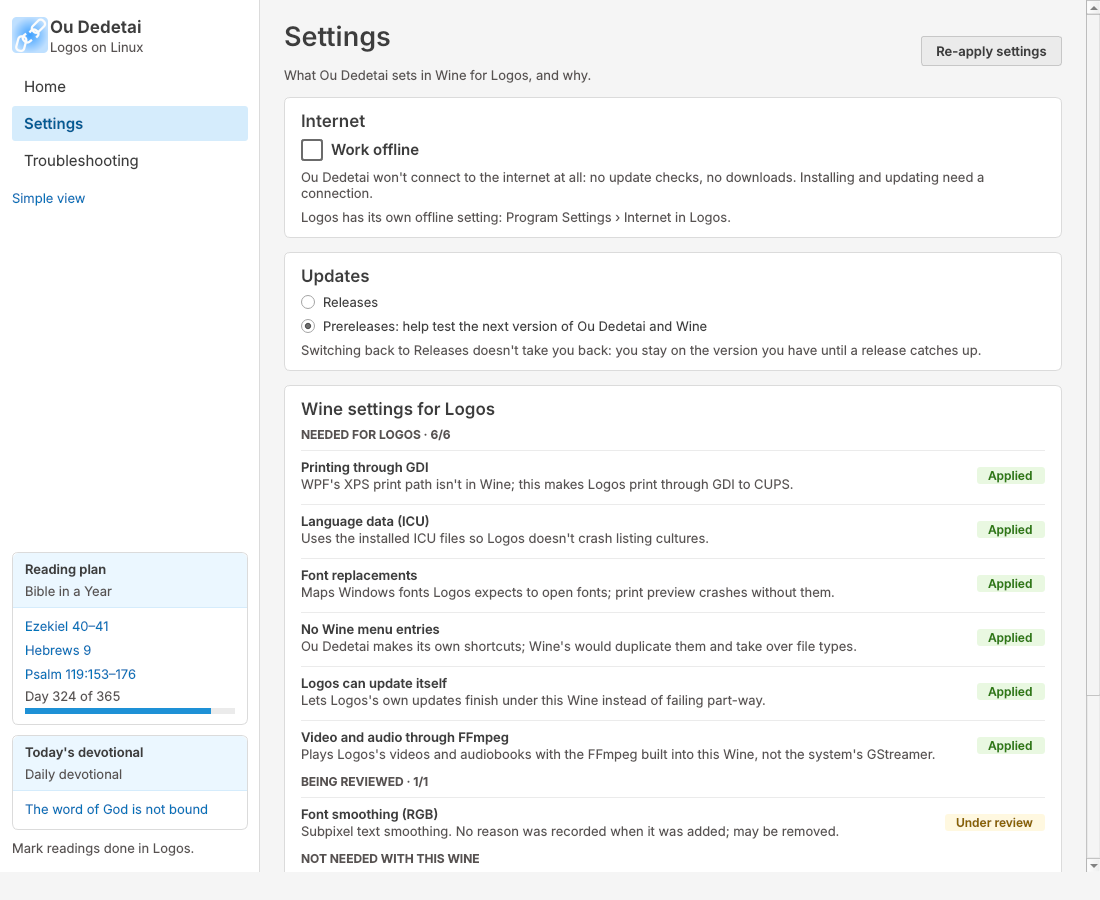 Ou Dedetai
Logos on Linux
Home
Settings
Troubleshooting
Simple view
Reading plan
Bible in a Year
Ezekiel 40–41
Hebrews 9
Psalm 119:153–176
Day 324 of 365
Today's devotional
Daily devotional
The word of God is not bound
Mark readings done in Logos.
Settings
Re-apply settings
What Ou Dedetai sets in Wine for Logos, and why.
Internet
Work offline
Ou Dedetai won't connect to the internet at all: no update checks, no downloads. Installing and updating need a
connection.
Logos has its own offline setting: Program Settings › Internet in Logos.
Updates
Releases
Prereleases: help test the next version of Ou Dedetai and Wine
Switching back to Releases doesn't take you back: you stay on the version you have until a release catches up.
Wine settings for Logos
NEEDED FOR LOGOS · 6/6
Printing through GDI
WPF's XPS print path isn't in Wine; this makes Logos print through GDI to CUPS.
Applied
Language data (ICU)
Uses the installed ICU files so Logos doesn't crash listing cultures.
Applied
Font replacements
Maps Windows fonts Logos expects to open fonts; print preview crashes without them.
Applied
No Wine menu entries
Ou Dedetai makes its own shortcuts; Wine's would duplicate them and take over file types.
Applied
Logos can update itself
Lets Logos's own updates finish under this Wine instead of failing part-way.
Applied
Video and audio through FFmpeg
Plays Logos's videos and audiobooks with the FFmpeg built into this Wine, not the system's GStreamer.
Applied
BEING REVIEWED · 1/1
Font smoothing (RGB)
Subpixel text smoothing. No reason was recorded when it was added; may be removed.
Under review
NOT NEEDED WITH THIS WINE